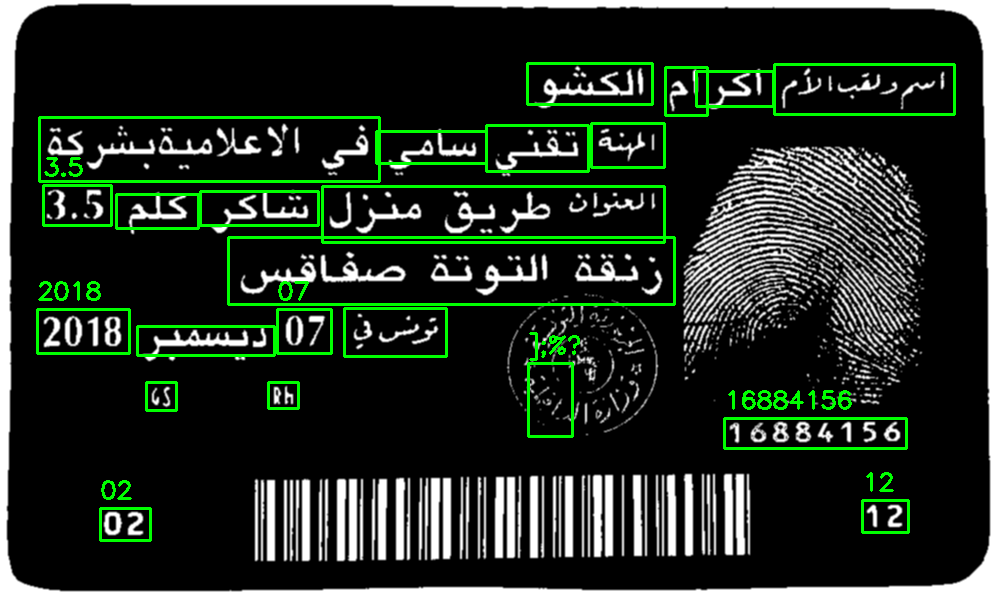 اسم ولقب الأم اكرام الكشو
المهنة تقني سامي في الاعلامية بشركة
3.5
العنوان طريق منزل شاكر كلم 3.5
زنقة التوتة صفاقس
2018 07
تونس في 07 ديسمبر 2018
],%?
GS Rh
16884156
16884156
02 12
02 12